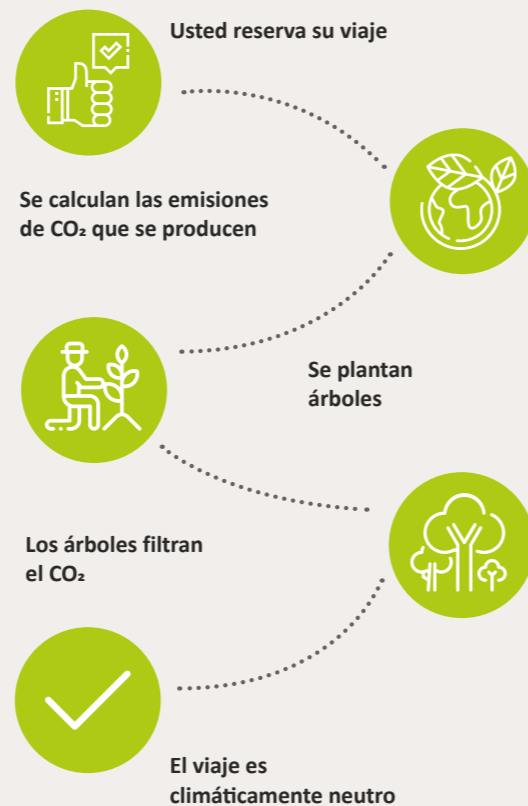 Usted reserva su viaje
Se calculan las emisiones
de CO₂ que se producen
Se plantan
árboles
Los árboles filtran
el CO₂
El viaje es
climáticamente neutro